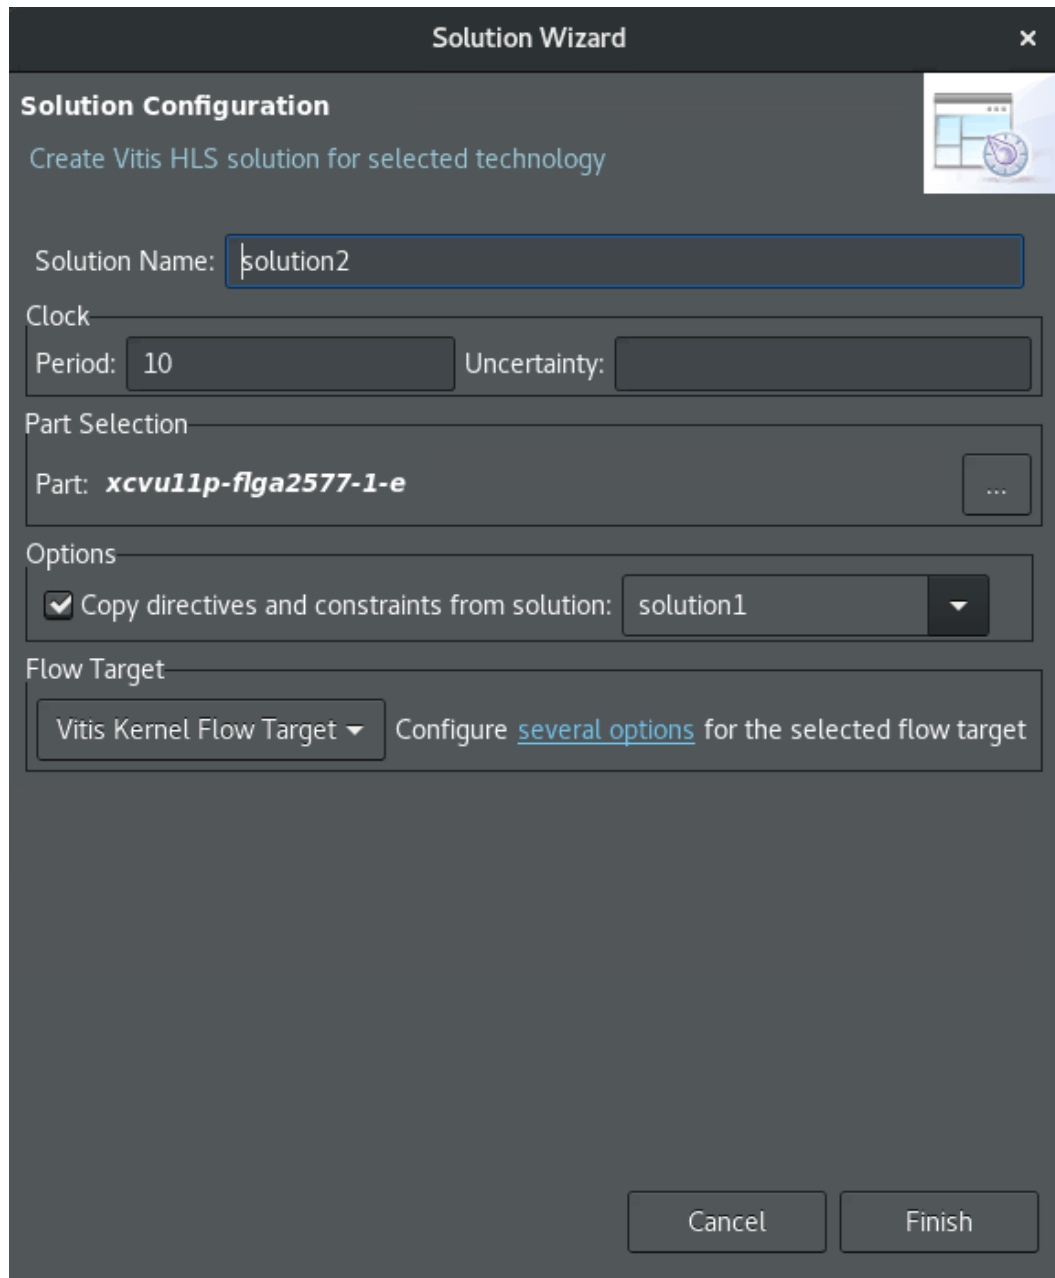 Solution Wizard ×
Solution Configuration
Create Vitis HLS solution for selected technology
Solution Name: solution2
Clock
Period: 10 Uncertainty:
Part Selection
Part: xcvu11p-flga2577-1-e ...
Options
Copy directives and constraints from solution: solution1
Flow Target
Vitis Kernel Flow Target Configure several options for the selected flow target
Cancel Finish